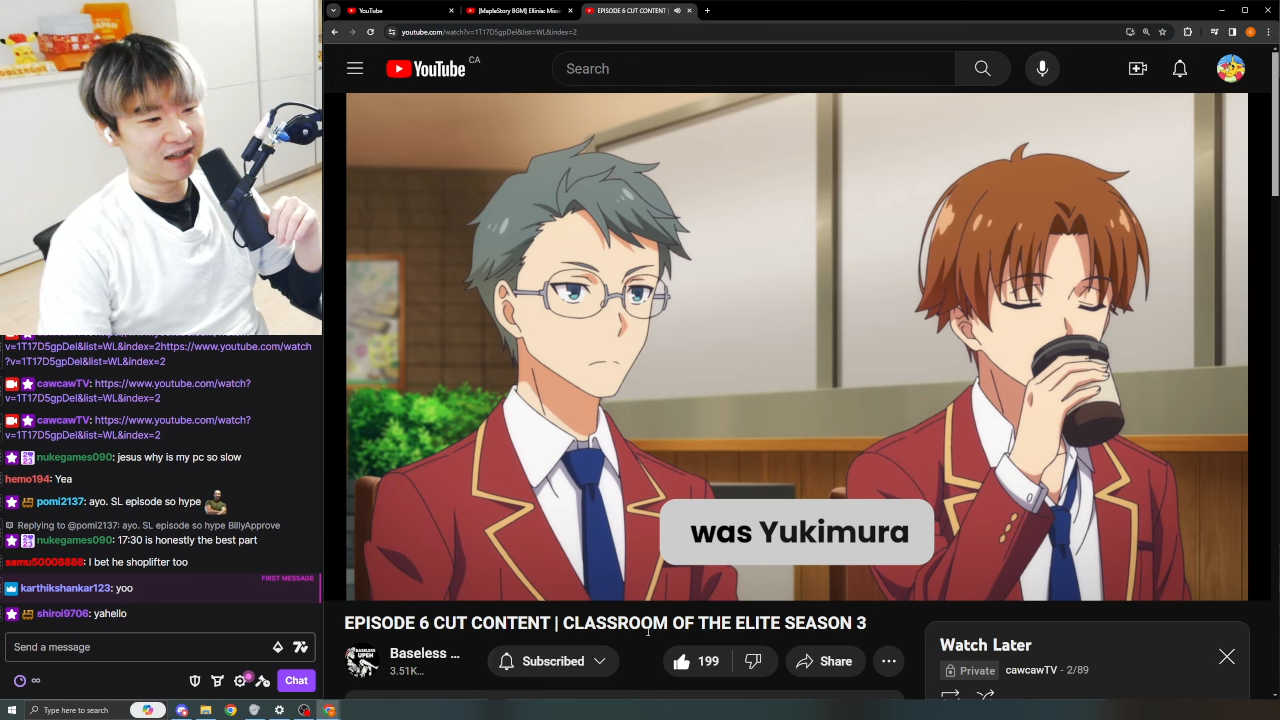 YouTube
[MapleStory BGM] Ellinia: Miss
EPISODE 6 CUT CONTENT |
youtube.com/watch?v=1T17D5gpDeI&list=WL&index=2
YouTube CA
Search
was Yukimura
EPISODE 6 CUT CONTENT | CLASSROOM OF THE ELITE SEASON 3
Baseless ...
3.51K...
Subscribed
199
Share
Watch Later
Private
cawcawTV - 2/89
v=1T17D5gpDeI&list=WL&index=2https://www.youtube.com/watch
?v=1T17D5gpDeI&list=WL&index=2
cawcawTV: https://www.youtube.com/watch?
v=1T17D5gpDeI&list=WL&index=2
cawcawTV: https://www.youtube.com/watch?
v=1T17D5gpDeI&list=WL&index=2
nukegames090: jesus why is my pc so slow
hemo194: Yea
pomi2137: ayo. SL episode so hype
Replying to @pomi2137: ayo. SL episode so hype BillyApprove
nukegames090: 17:30 is honestly the best part
samu50008888: I bet he shoplifter too
FIRST MESSAGE
karthikshankar123: yoo
shiroi9706: yahello
Send a message
Chat
Type here to search